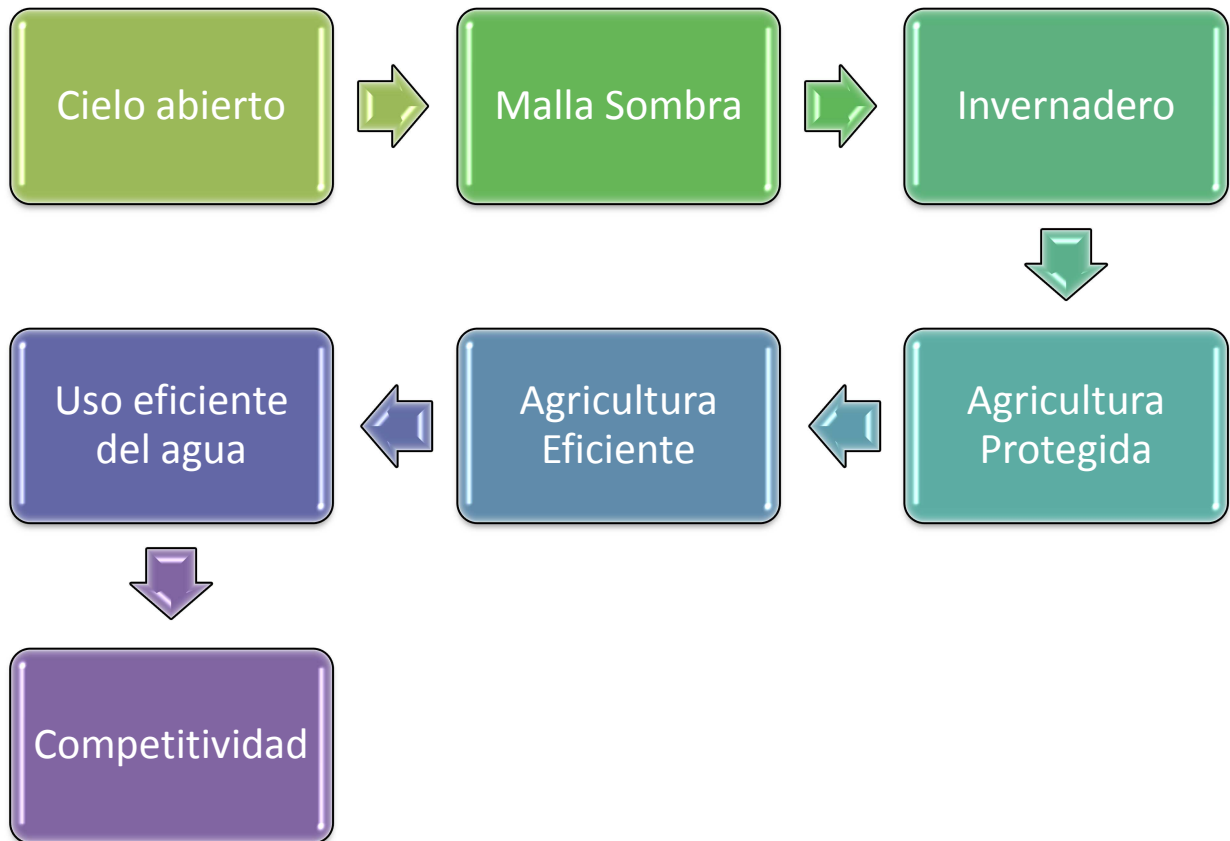 Cielo abierto
Malla Sombra
Invernadero
Agricultura
Protegida
Agricultura
Eficiente
Uso eficiente
del agua
Competitividad